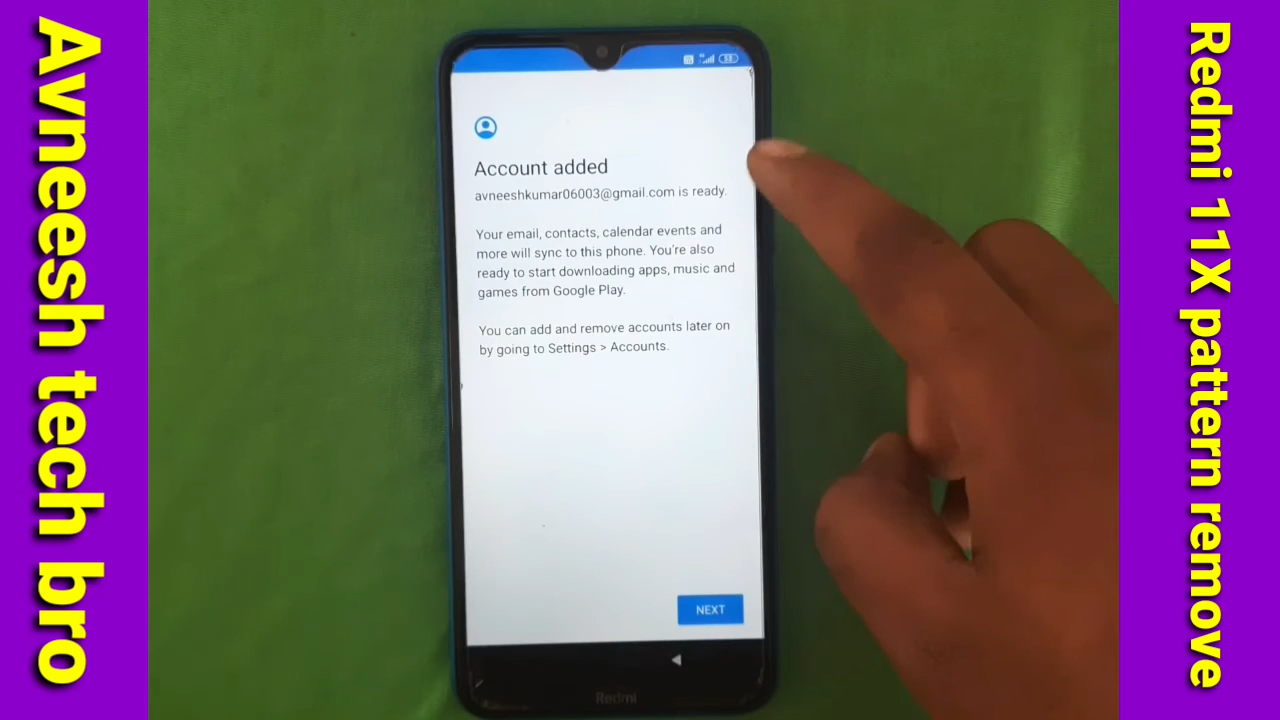 Avneesh tech bro
Account added
avneeshkumar06003@gmail.com is ready.
Your email, contacts, calendar events and
more will sync to this phone. You're also
ready to start downloading apps, music and
games from Google Play.
You can add and remove accounts later on
by going to Settings > Accounts.
NEXT
Redmi
Redmi 11X pattern remove